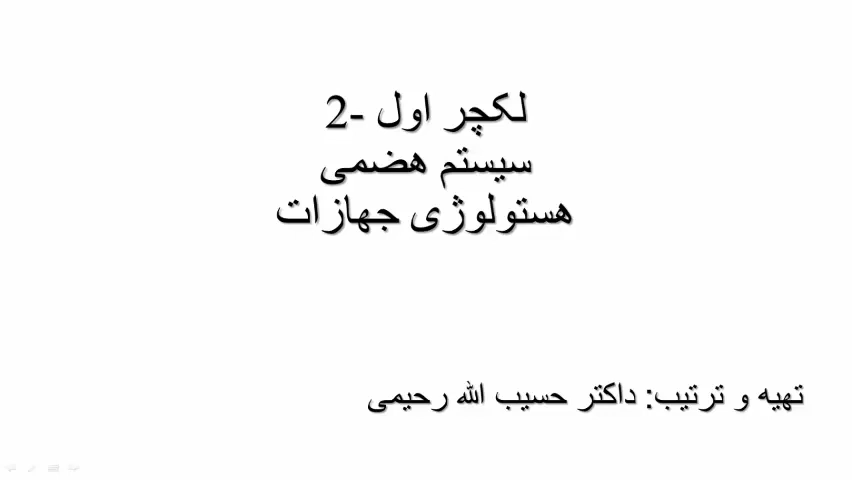 لکچر اول -2
سیستم هضمی
هستولوژی جهازات
تهیه و ترتیب: داکتر حسیب الله رحیمی